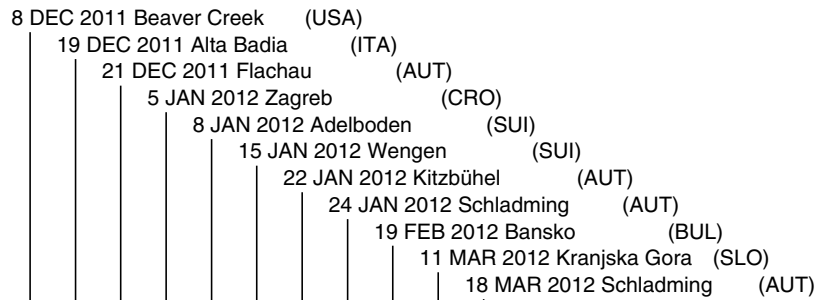 8 DEC 2011 Beaver Creek (USA)
19 DEC 2011 Alta Badia (ITA)
21 DEC 2011 Flachau (AUT)
5 JAN 2012 Zagreb (CRO)
8 JAN 2012 Adelboden (SUI)
15 JAN 2012 Wengen (SUI)
22 JAN 2012 Kitzbühel (AUT)
24 JAN 2012 Schladming (AUT)
19 FEB 2012 Bansko (BUL)
11 MAR 2012 Kranjska Gora (SLO)
18 MAR 2012 Schladming (AUT)